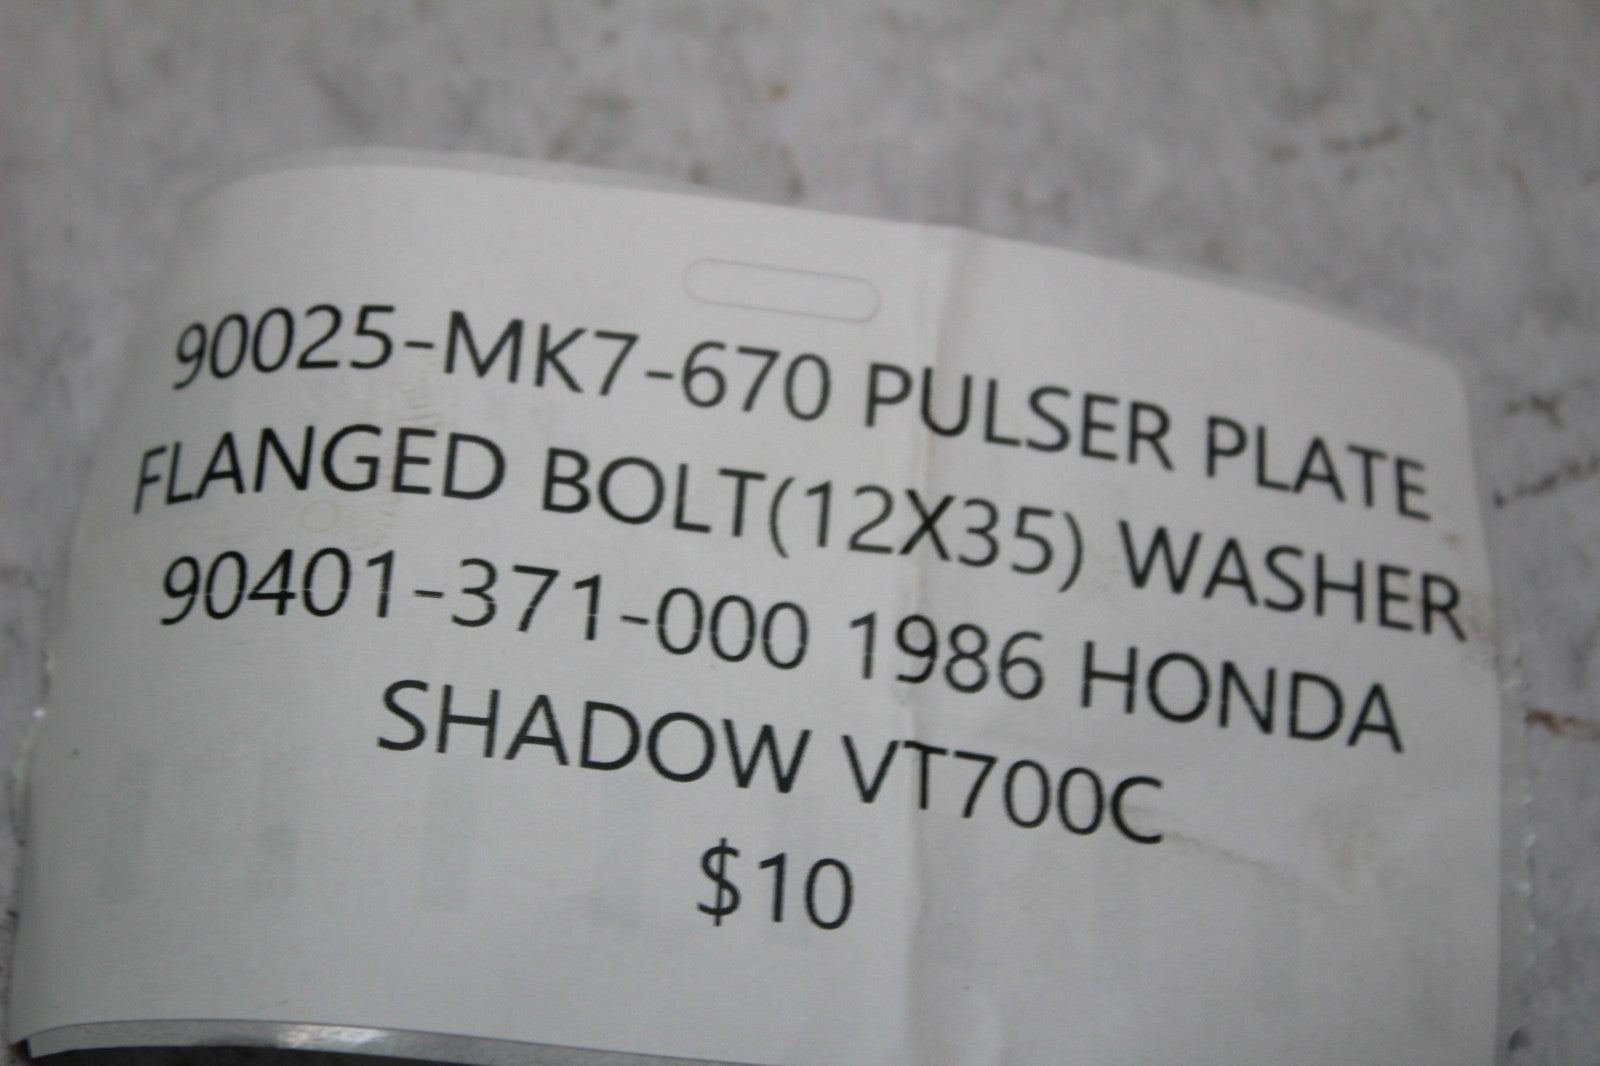 90025-MK7-670 PULSER PLATE
FLANGED BOLT(12X35) WASHER
90401-371-000 1986 HONDA
SHADOW VT700C
$10